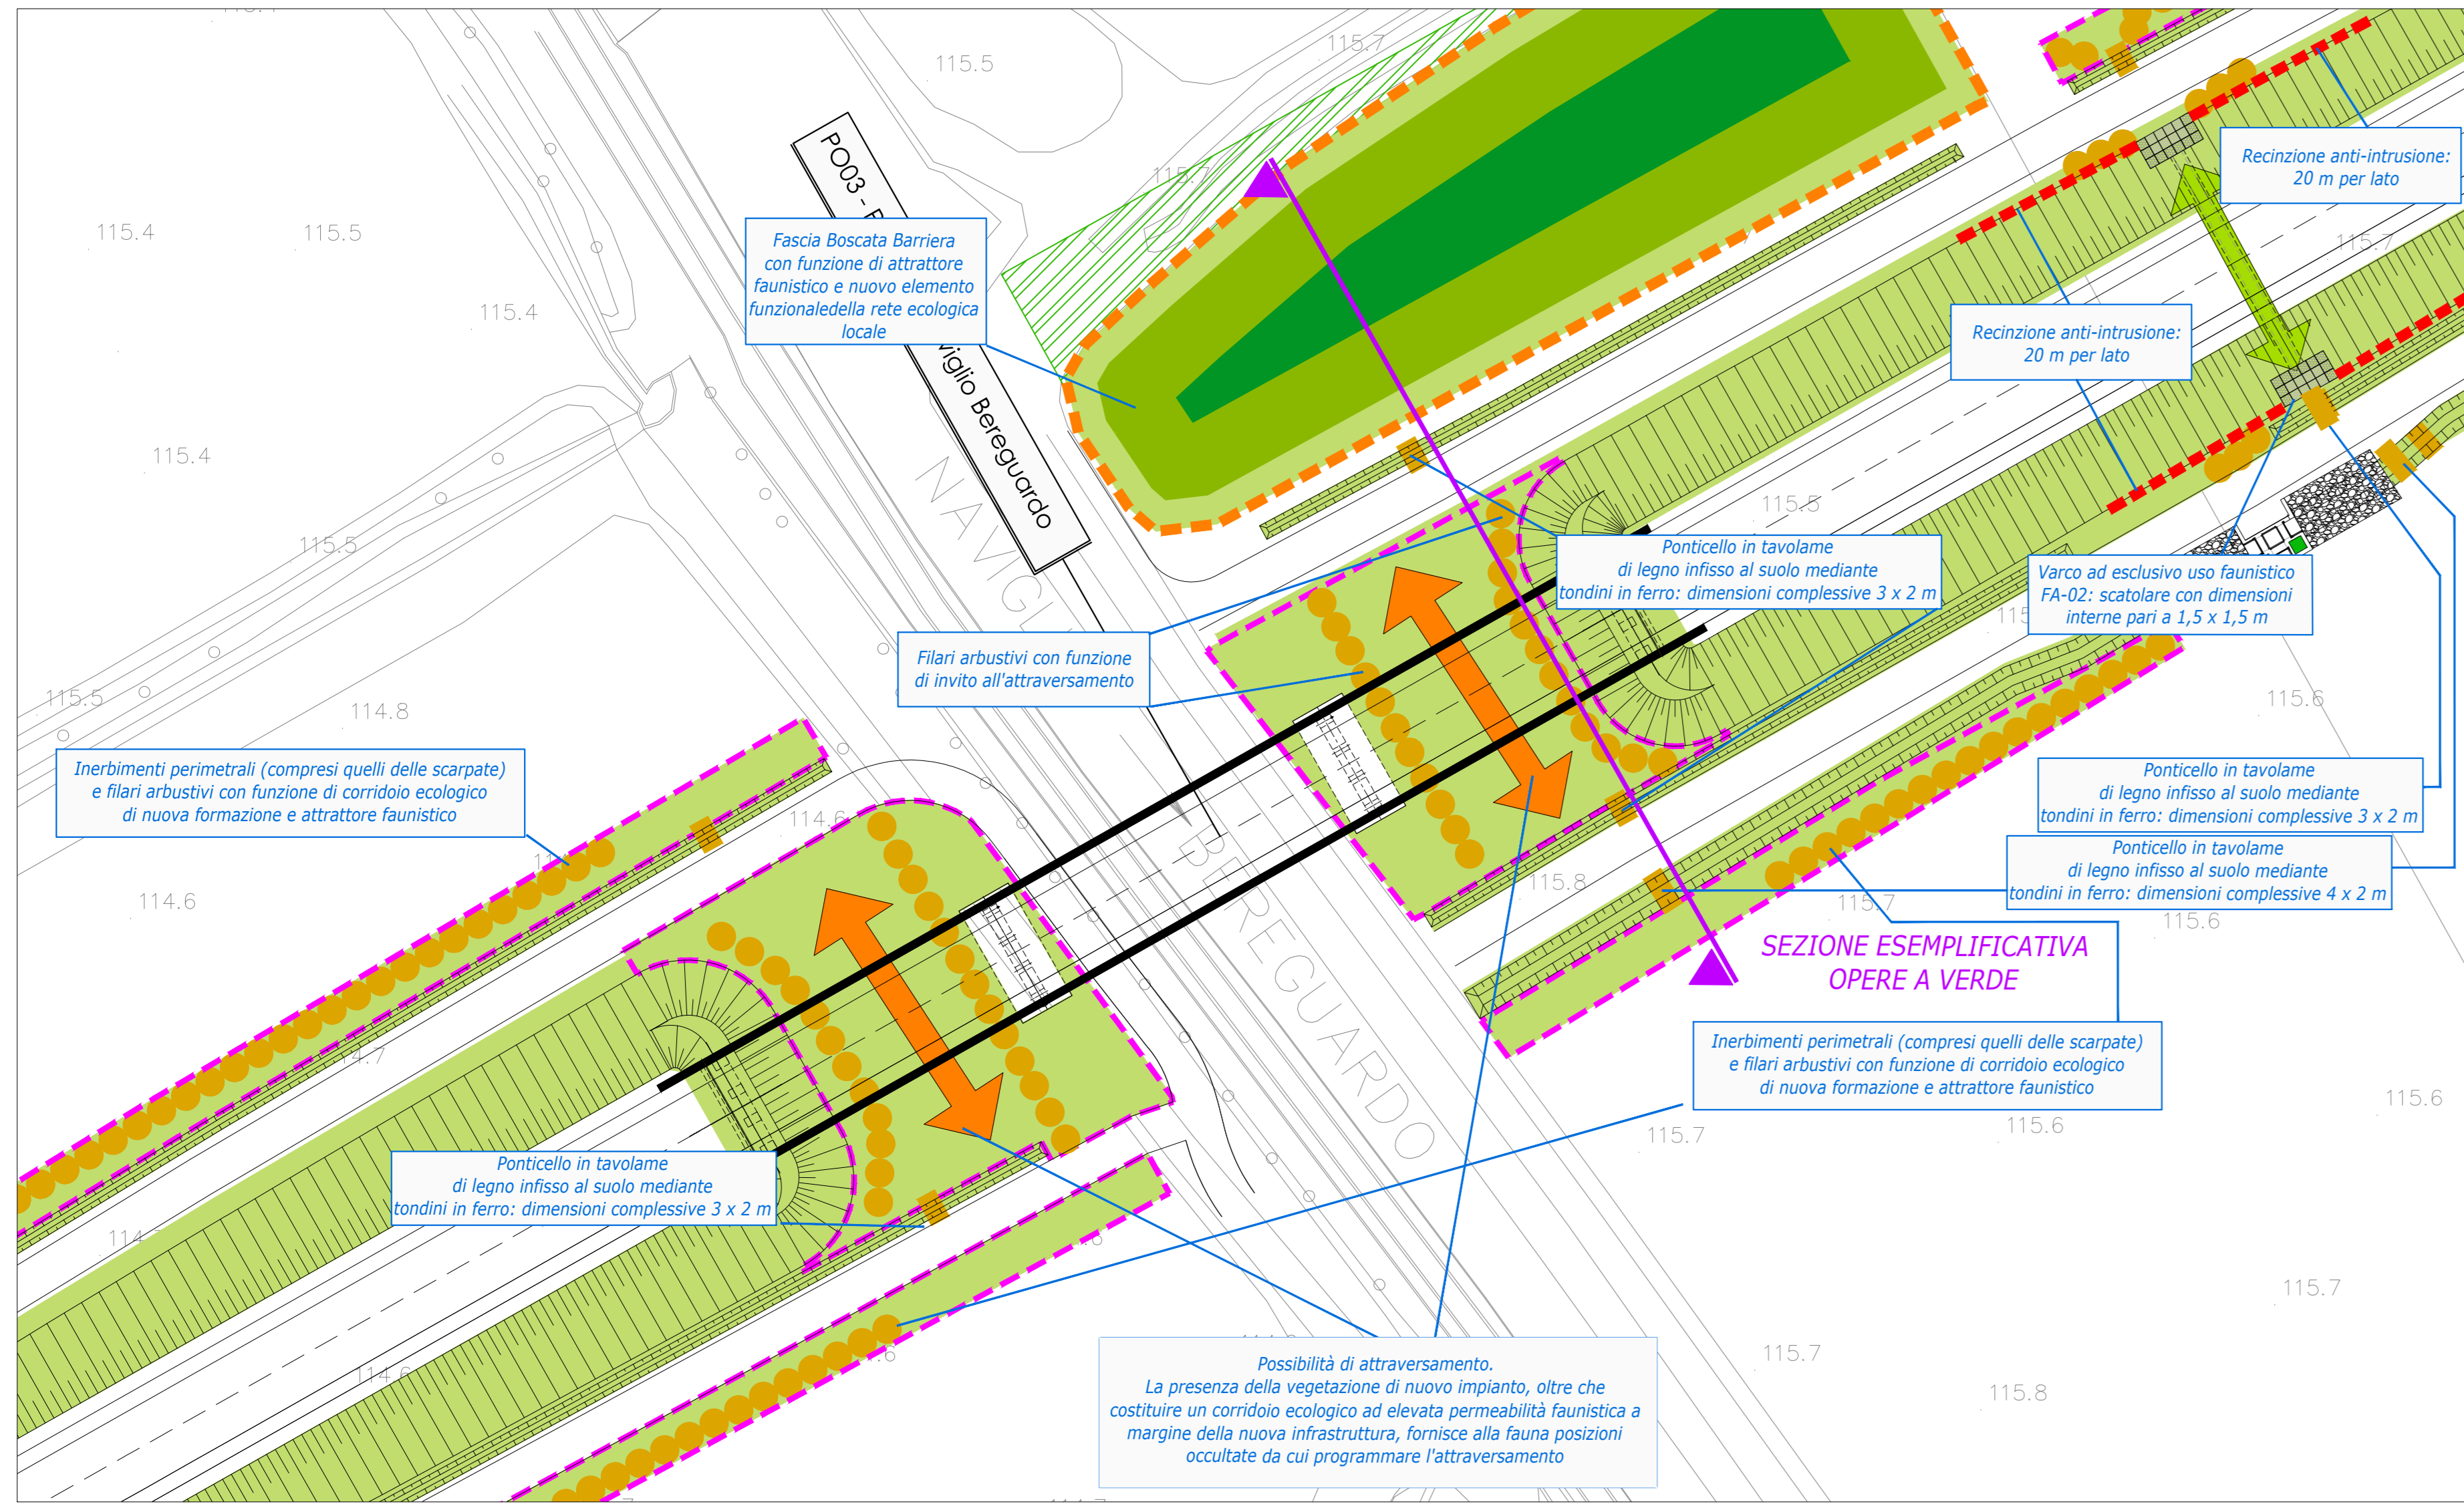 115.5
115.7
Recinzione anti-intrusione:
20 m per lato
115.7
PO03 -
viglio Bereguardo
Fascia Boscata Barriera
con funzione di attrattore
faunistico e nuovo elemento
funzionaledella rete ecologica
locale
115.4
115.5
115.7
115.4
Recinzione anti-intrusione:
20 m per lato
115.4
115.5
115.5
NAVIGL
Ponticello in tavolame
di legno infisso al suolo mediante
tondini in ferro: dimensioni complessive 3 x 2 m
Varco ad esclusivo uso faunistico
FA-02: scatolare con dimensioni
interne pari a 1,5 x 1,5 m
Filari arbustivi con funzione
di invito all'attraversamento
115.5
114.8
115.6
Inerbimenti perimetrali (compresi quelli delle scarpate)
e filari arbustivi con funzione di corridoio ecologico
di nuova formazione e attrattore faunistico
114.6
Ponticello in tavolame
di legno infisso al suolo mediante
tondini in ferro: dimensioni complessive 3 x 2 m
Ponticello in tavolame
di legno infisso al suolo mediante
tondini in ferro: dimensioni complessive 4 x 2 m
BEREGUARDO
115.8
114.6
115.7
115.6
SEZIONE ESEMPLIFICATIVA
OPERE A VERDE
Inerbimenti perimetrali (compresi quelli delle scarpate)
e filari arbustivi con funzione di corridoio ecologico
di nuova formazione e attrattore faunistico
115.6
115.7
115.6
Ponticello in tavolame
di legno infisso al suolo mediante
tondini in ferro: dimensioni complessive 3 x 2 m
115.7
115.7
114.6
115.8
Possibilità di attraversamento.
La presenza della vegetazione di nuovo impianto, oltre che
costituire un corridoio ecologico ad elevata permeabilità faunistica a
margine della nuova infrastruttura, fornisce alla fauna posizioni
occultate da cui programmare l'attraversamento